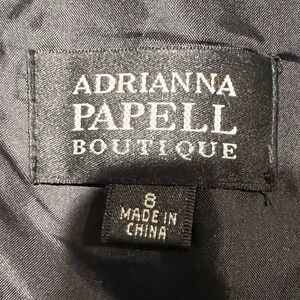 ADRIANNA
PAPELL
BOUTIQUE
8
MADE IN
CHINA